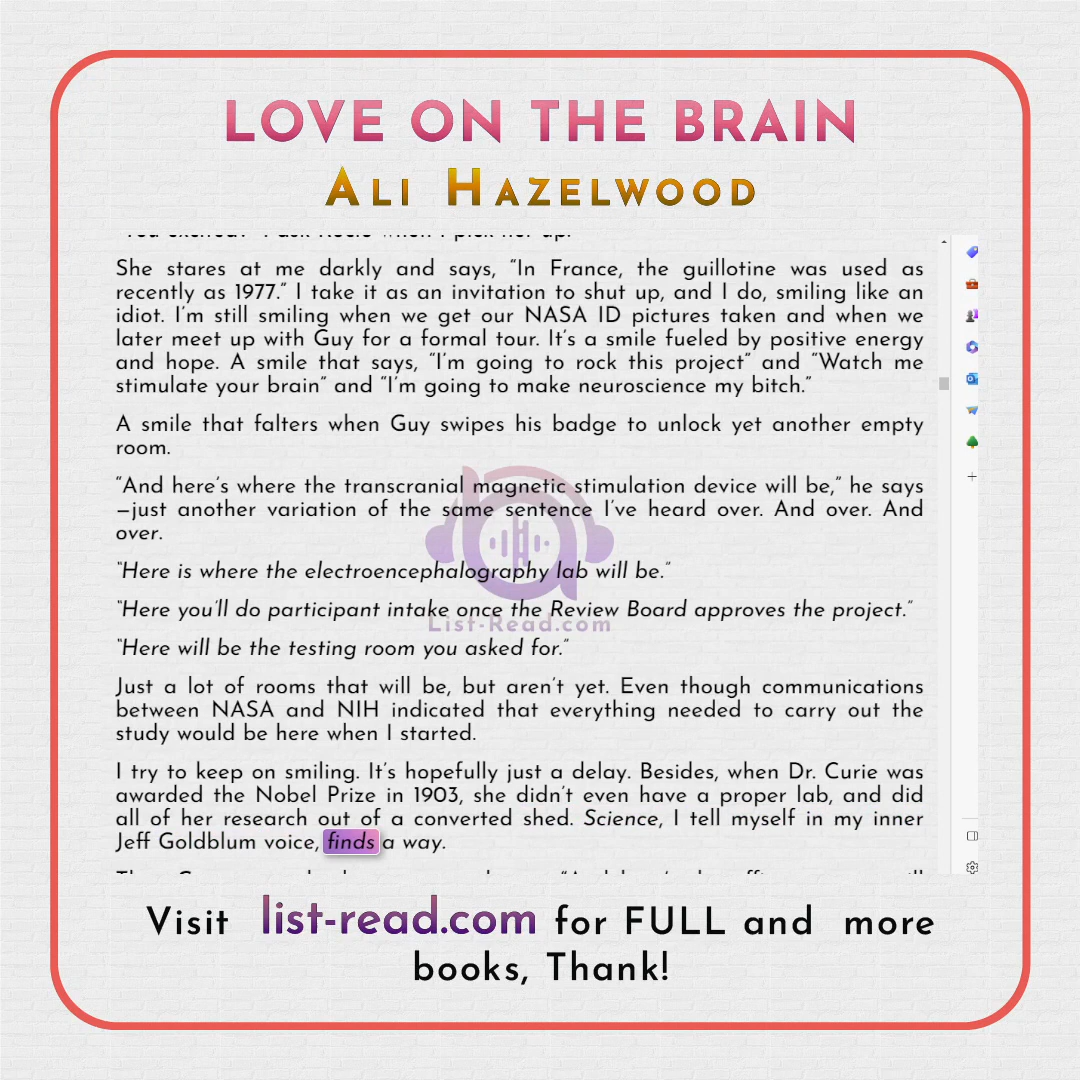 LOVE ON THE BRAIN
ALI HAZELWOOD
She stares at me darkly and says, “In France, the guillotine was used as
recently as 1977.” I take it as an invitation to shut up, and I do, smiling like an
idiot. I’m still smiling when we get our NASA ID pictures taken and when we
later meet up with Guy for a formal tour. It’s a smile fueled by positive energy
and hope. A smile that says, “I’m going to rock this project” and “Watch me
stimulate your brain” and “I’m going to make neuroscience my bitch.”
A smile that falters when Guy swipes his badge to unlock yet another empty
room.
“And here’s where the transcranial magnetic stimulation device will be,” he says
—just another variation of the same sentence I’ve heard over. And over. And
over.
“Here is where the electroencephalography lab will be.”
“Here you’ll do participant intake once the Review Board approves the project.”
List-Read.com
“Here will be the testing room you asked for.”
Just a lot of rooms that will be, but aren’t yet. Even though communications
between NASA and NIH indicated that everything needed to carry out the
study would be here when I started.
I try to keep on smiling. It’s hopefully just a delay. Besides, when Dr. Curie was
awarded the Nobel Prize in 1903, she didn’t even have a proper lab, and did
all of her research out of a converted shed. Science, I tell myself in my inner
Jeff Goldblum voice, finds a way.
Visit list-read.com for FULL and more
books, Thank!